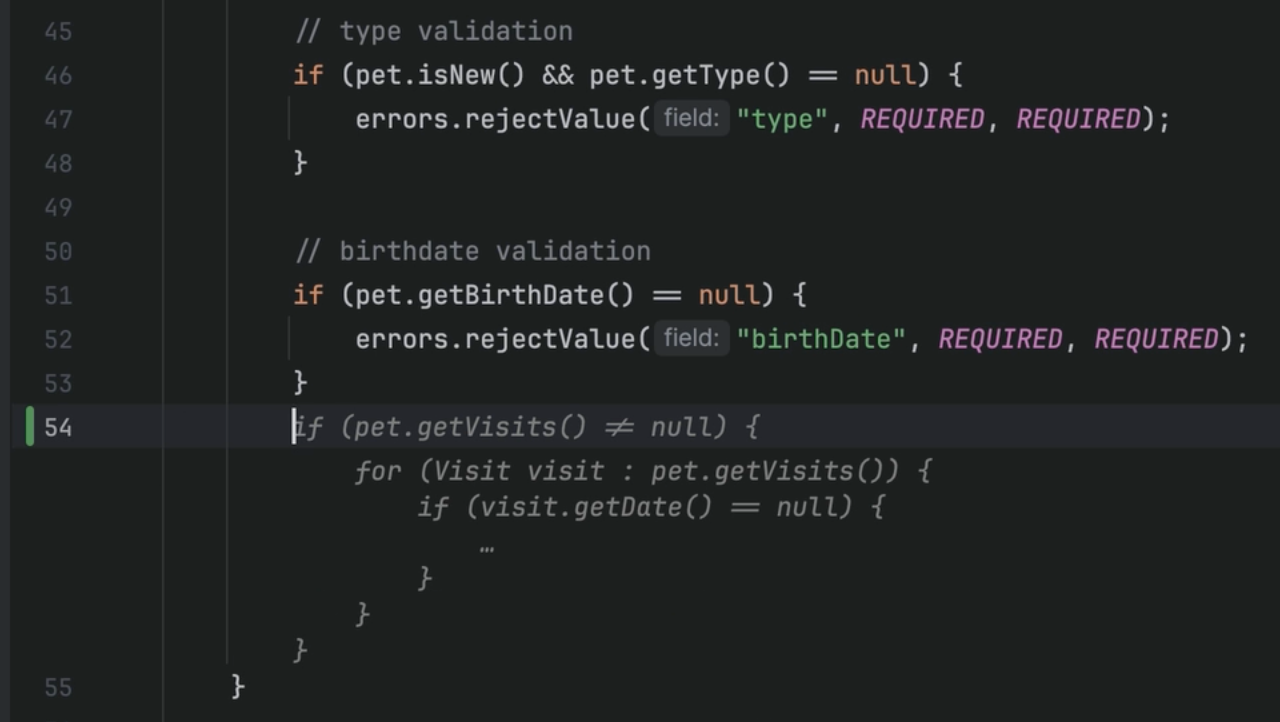 45 // type validation
46 if (pet.isNew() && pet.getType() == null) {
47 errors.rejectValue( field: "type", REQUIRED, REQUIRED);
48 }
49
50 // birthdate validation
51 if (pet.getBirthDate() == null) {
52 errors.rejectValue( field: "birthDate", REQUIRED, REQUIRED);
53 }
54 if (pet.getVisits() != null) {
for (Visit visit : pet.getVisits()) {
if (visit.getDate() == null) {
…
}
}
}
55 }